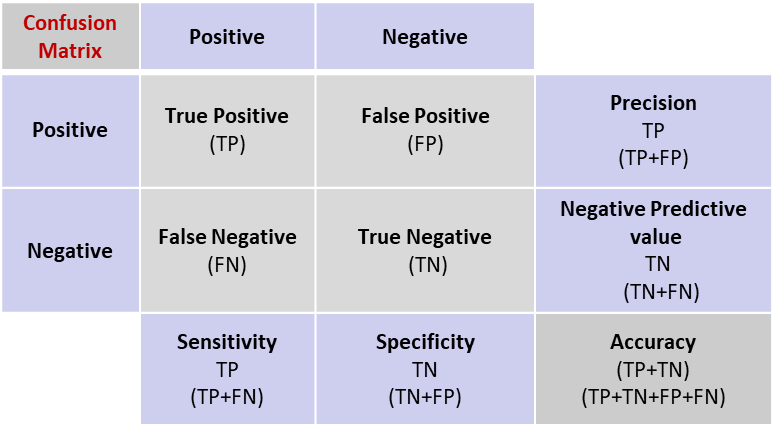 Confusion
Matrix
Positive
Negative
Positive
True Positive
(TP)
False Positive
(FP)
Precision
TP
(TP+FP)
Negative
False Negative
(FN)
True Negative
(TN)
Negative Predictive
value
TN
(TN+FN)
Sensitivity
TP
(TP+FN)
Specificity
TN
(TN+FP)
Accuracy
(TP+TN)
(TP+TN+FP+FN)